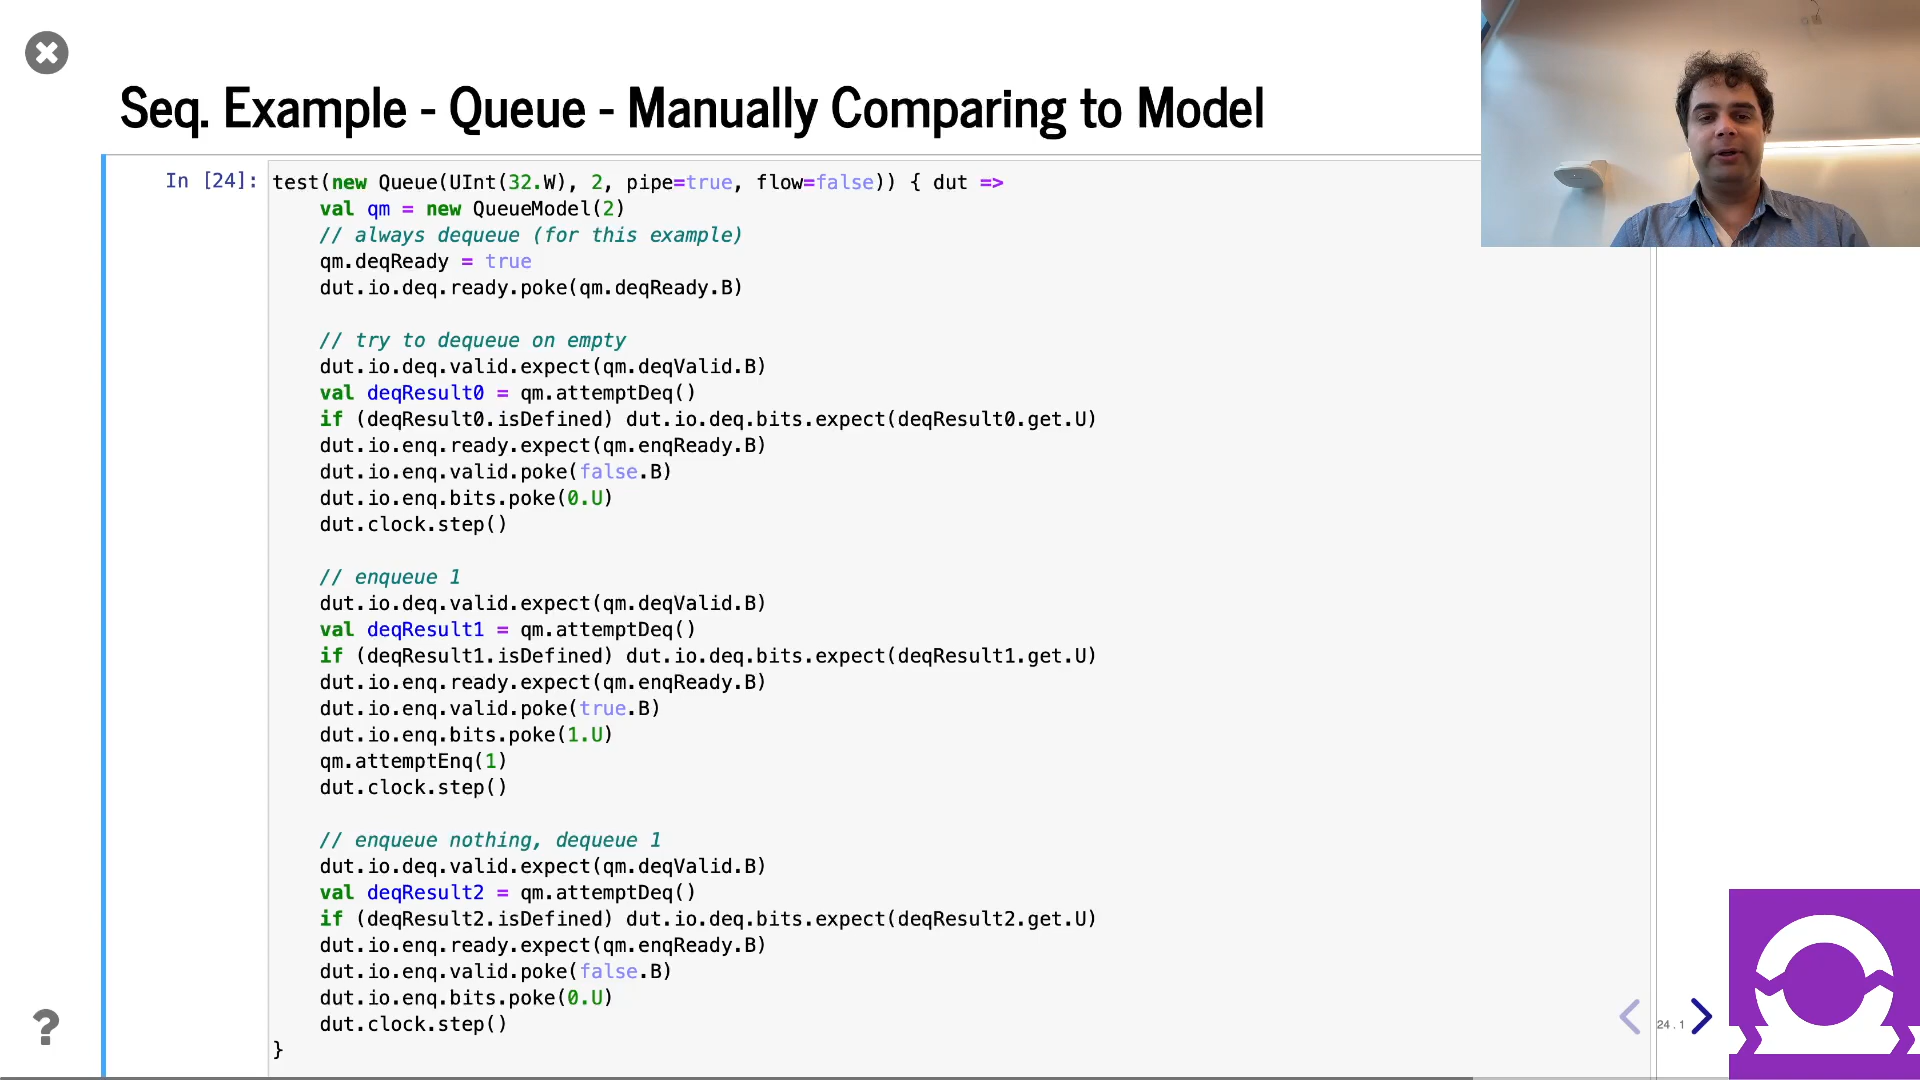 Seq. Example - Queue - Manually Comparing to Model
In [24]:
test(new Queue(UInt(32.W), 2, pipe=true, flow=false)) { dut =>
    val qm = new QueueModel(2)
    // always dequeue (for this example)
    qm.deqReady = true
    dut.io.deq.ready.poke(qm.deqReady.B)

    // try to dequeue on empty
    dut.io.deq.valid.expect(qm.deqValid.B)
    val deqResult0 = qm.attemptDeq()
    if (deqResult0.isDefined) dut.io.deq.bits.expect(deqResult0.get.U)
    dut.io.enq.ready.expect(qm.enqReady.B)
    dut.io.enq.valid.poke(false.B)
    dut.io.enq.bits.poke(0.U)
    dut.clock.step()

    // enqueue 1
    dut.io.deq.valid.expect(qm.deqValid.B)
    val deqResult1 = qm.attemptDeq()
    if (deqResult1.isDefined) dut.io.deq.bits.expect(deqResult1.get.U)
    dut.io.enq.ready.expect(qm.enqReady.B)
    dut.io.enq.valid.poke(true.B)
    dut.io.enq.bits.poke(1.U)
    qm.attemptEnq(1)
    dut.clock.step()

    // enqueue nothing, dequeue 1
    dut.io.deq.valid.expect(qm.deqValid.B)
    val deqResult2 = qm.attemptDeq()
    if (deqResult2.isDefined) dut.io.deq.bits.expect(deqResult2.get.U)
    dut.io.enq.ready.expect(qm.enqReady.B)
    dut.io.enq.valid.poke(false.B)
    dut.io.enq.bits.poke(0.U)
    dut.clock.step()
}
?
24.1